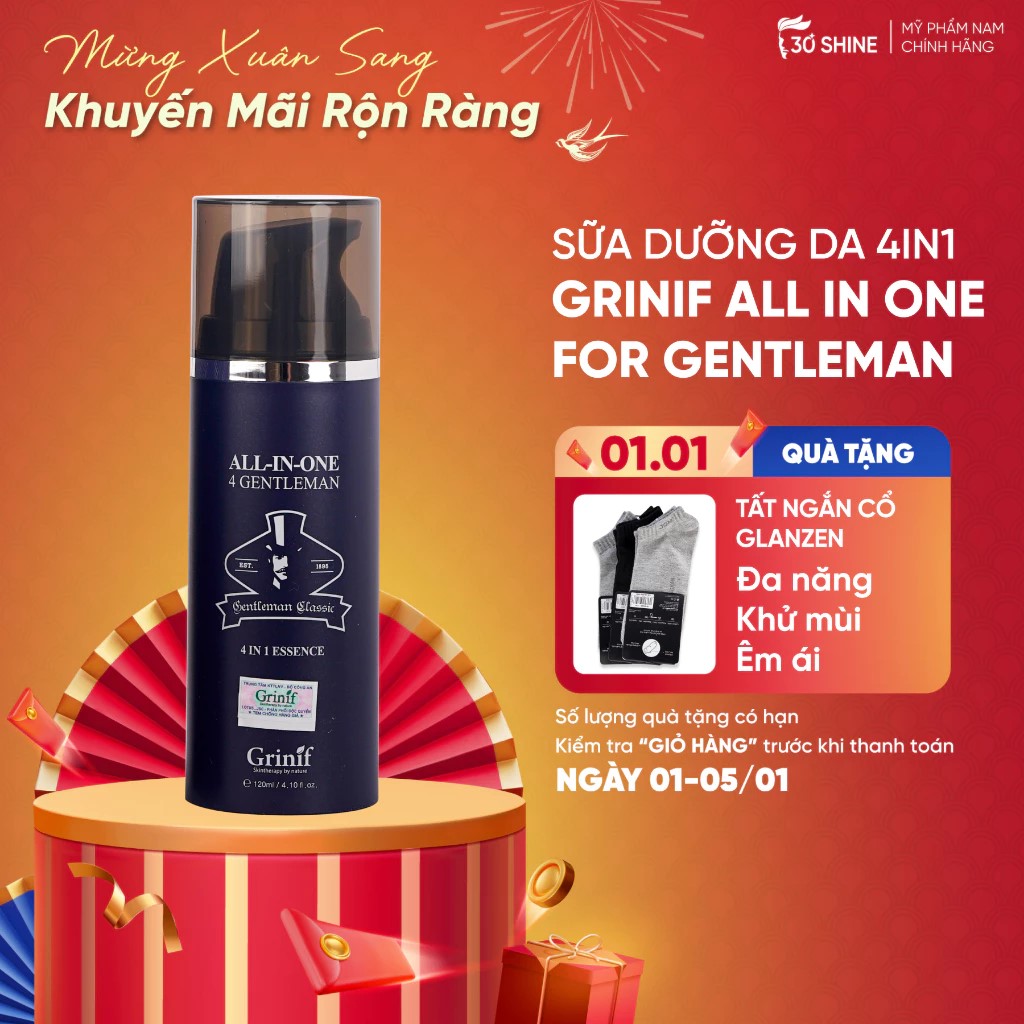 Mừng Xuân Sang
Khuyến Mãi Rộn Ràng
30 SHINE
MỸ PHẨM NAM
CHÍNH HÃNG
SỮA DƯỠNG DA 4IN1
GRINIF ALL IN ONE
FOR GENTLEMAN
01.01
QUÀ TẶNG
TẤT NGẮN CỔ
GLANZEN
Đa năng
Khử mùi
Êm ái
Số lượng quà tặng có hạn
Kiểm tra “GIỎ HÀNG” trước khi thanh toán
NGÀY 01-05/01
ALL-IN-ONE
4 GENTLEMAN
EST. 1898
Gentleman Classic
4 IN 1 ESSENCE
Grinif
Skintherapy by nature
Grinif
Skintherapy by nature
℮ 120ml / 4.10 fl.oz.